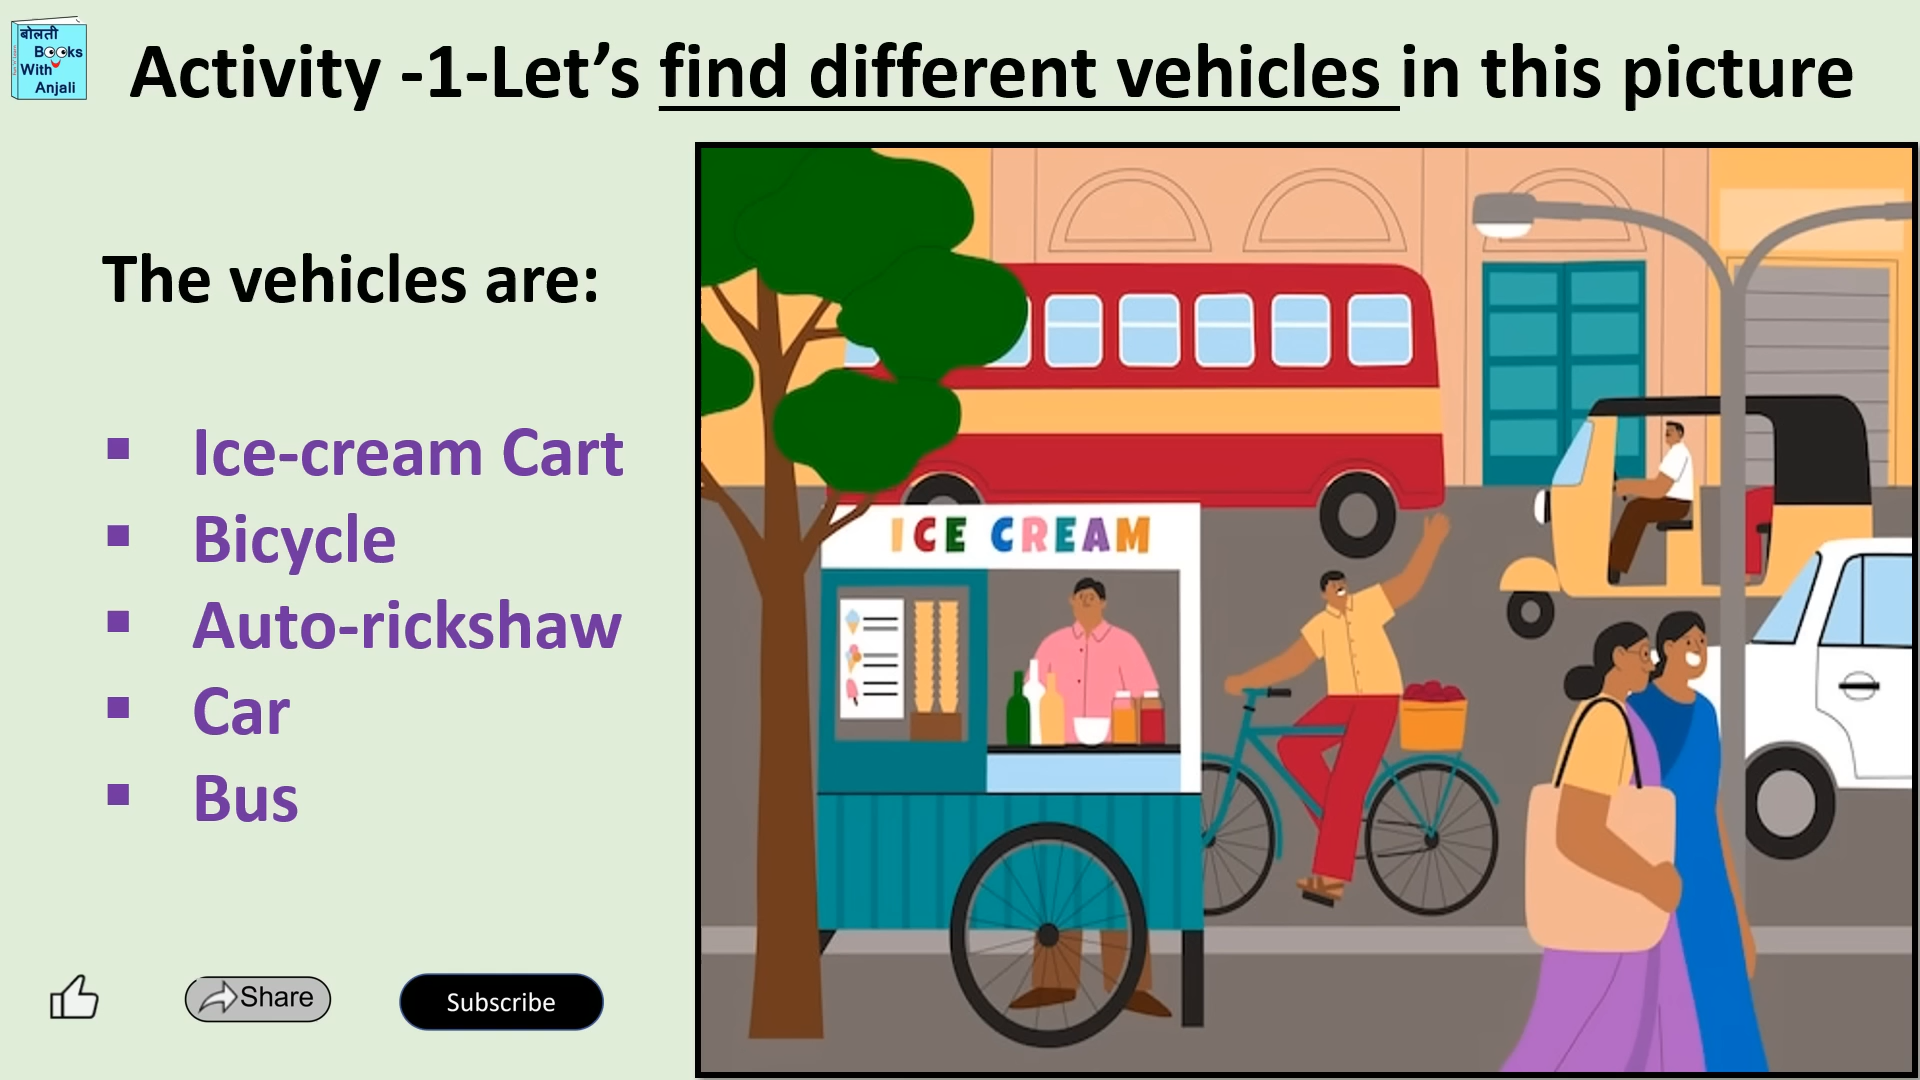 बोलती
Books
With
Anjali
Activity -1-Let’s find different vehicles in this picture
The vehicles are:
▪ Ice-cream Cart
▪ Bicycle
▪ Auto-rickshaw
▪ Car
▪ Bus
ICE CREAM
Share
Subscribe